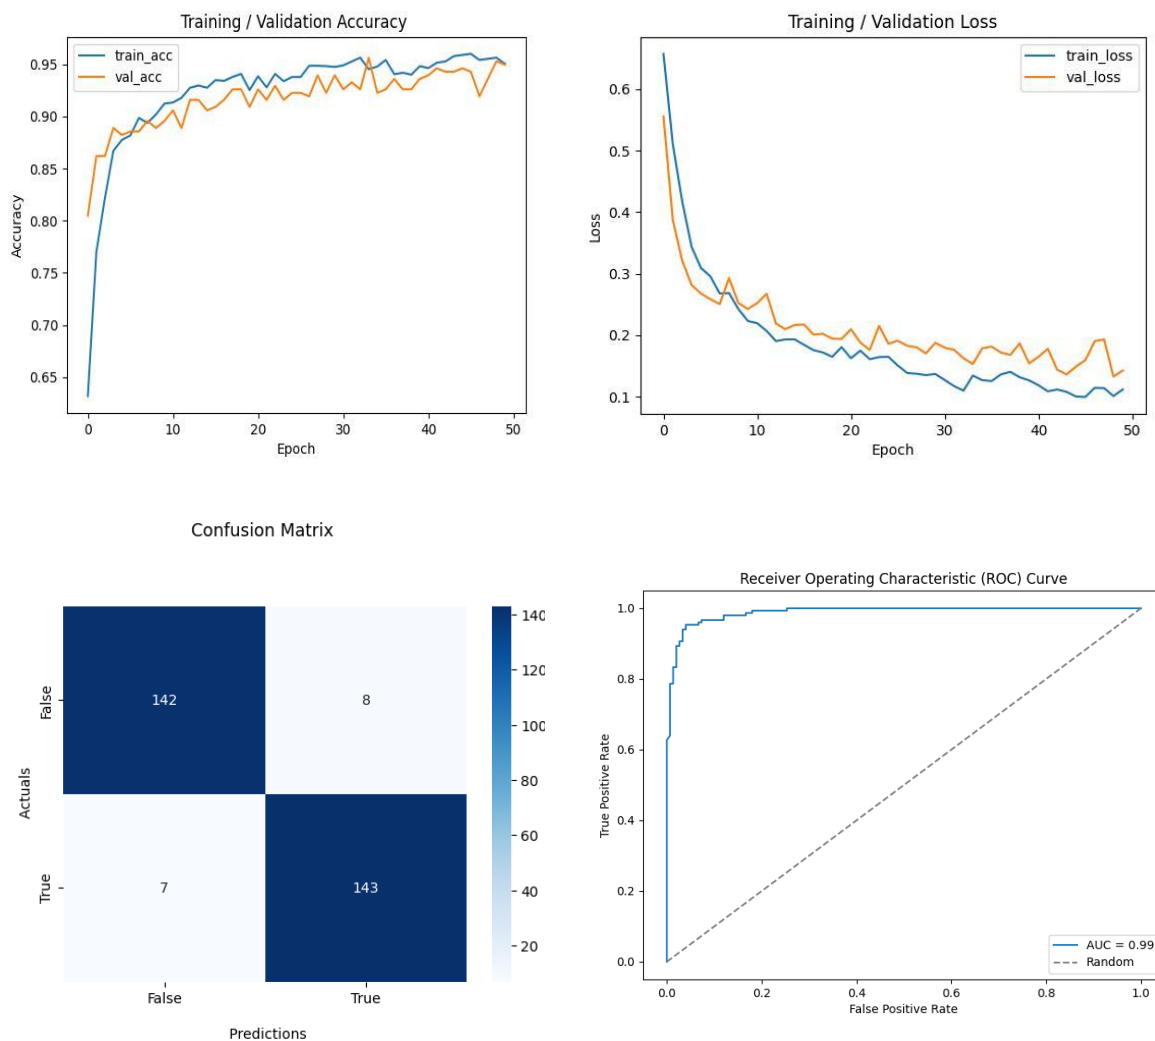 Training / Validation Accuracy
train_acc
val_acc
0.95
0.90
0.85
0.80
0.75
0.70
0.65
Accuracy
0
10
20
30
40
50
Epoch
Training / Validation Loss
train_loss
val_loss
0.6
0.5
0.4
0.3
0.2
0.1
Loss
0
10
20
30
40
50
Epoch
Confusion Matrix
142
8
7
143
False
True
Actuals
False
True
Predictions
140
120
100
80
60
40
20
Receiver Operating Characteristic (ROC) Curve
1.0
0.8
0.6
0.4
0.2
0.0
True Positive Rate
AUC = 0.99
Random
0.0
0.2
0.4
0.6
0.8
1.0
False Positive Rate